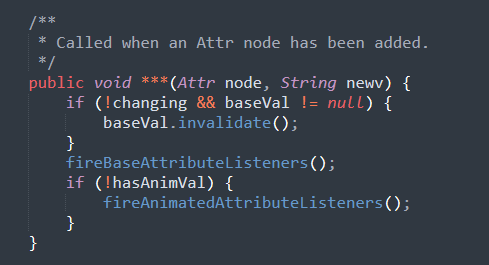 /**
 * Called when an Attr node has been added.
 */
public void ***(Attr node, String newv) {
    if (!changing && baseVal != null) {
        baseVal.invalidate();
    }
    fireBaseAttributeListeners();
    if (!hasAnimVal) {
        fireAnimatedAttributeListeners();
    }
}